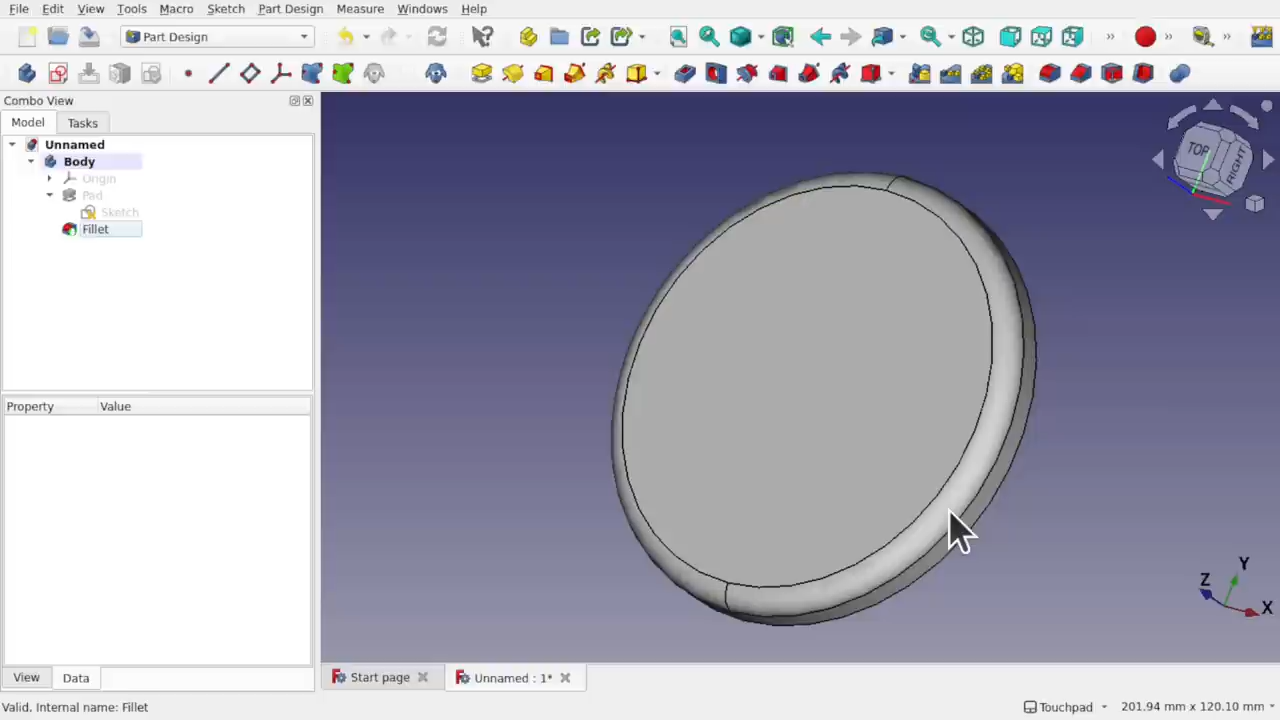 File Edit View Tools Macro Sketch Part Design Measure Windows Help
Part Design
Combo View
Model Tasks
Unnamed
Body
Origin
Pad
Sketch
Fillet
TOP
RIGHT
Property Value
Z Y X
View Data
Start page
Unnamed : 1*
Valid, Internal name: Fillet
Touchpad
201.94 mm x 120.10 mm